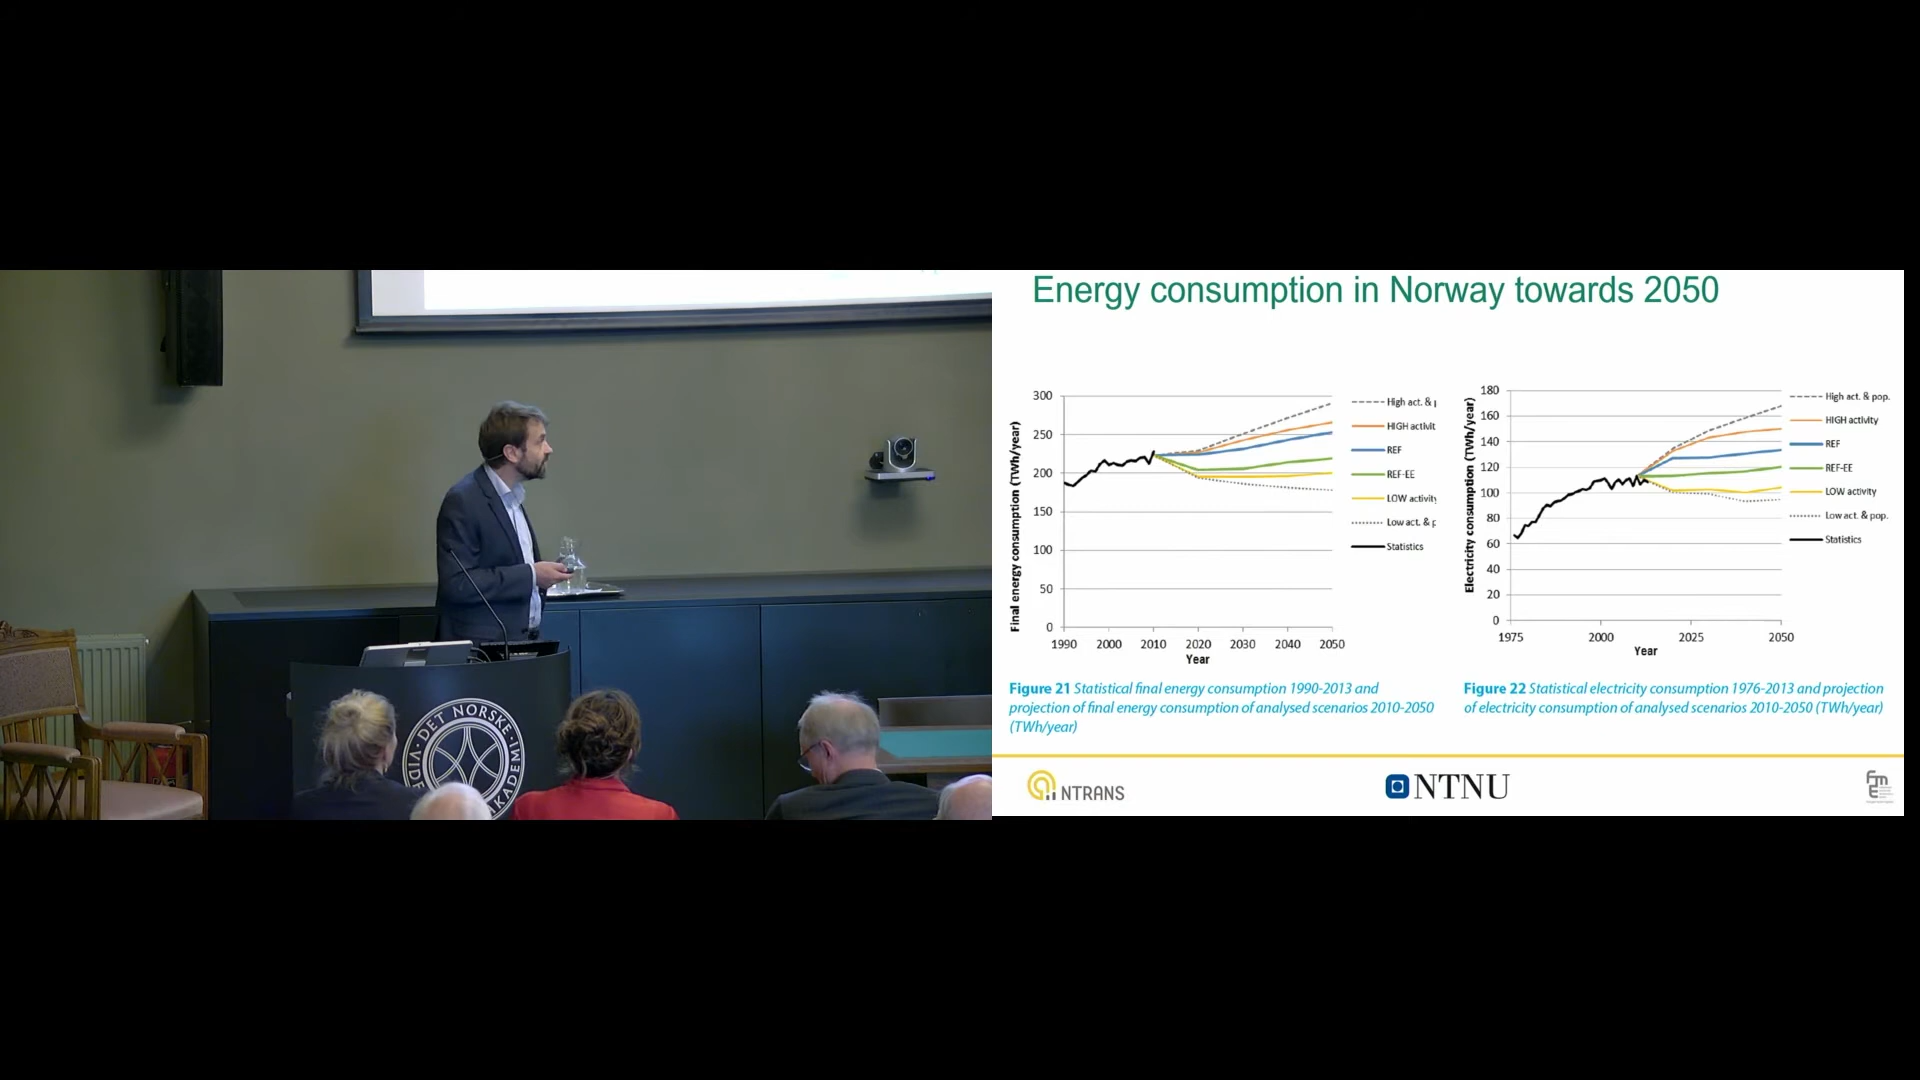 Energy consumption in Norway towards 2050
Final energy consumption (TWh/year)
300
250
200
150
100
50
0
1990 2000 2010 2020 2030 2040 2050
Year
High act. &
HIGH activit
REF
REF-EE
LOW activity
Low act. &
Statistics
Figure 21 Statistical final energy consumption 1990-2013 and
projection of final energy consumption of analysed scenarios 2010-2050
(TWh/year)
Electricity consumption (TWh/year)
180
160
140
120
100
80
60
40
20
0
1975 2000 2025 2050
Year
High act. & pop.
HIGH activity
REF
REF-EE
LOW activity
Low act. & pop.
Statistics
Figure 22 Statistical electricity consumption 1976-2013 and projection
of electricity consumption of analysed scenarios 2010-2050 (TWh/year)
NTRANS
NTNU
FME
DET NORSKE